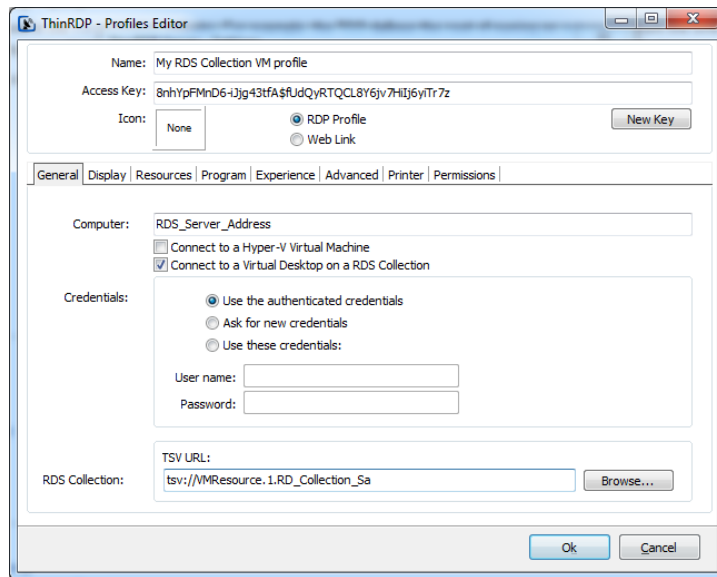 ThinRDP - Profiles Editor
Name: My RDS Collection VM profile
Access Key: 8nhYpFMnD6-iJjg43tfA$fUdQyRTQCL8Y6jv7HiIj6yiTr7z
Icon: None RDP Profile New Key
Web Link
General Display Resources Program Experience Advanced Printer Permissions
Computer: RDS_Server_Address
Connect to a Hyper-V Virtual Machine
Connect to a Virtual Desktop on a RDS Collection
Credentials: Use the authenticated credentials
Ask for new credentials
Use these credentials:
User name:
Password:
TSV URL:
RDS Collection: tsv://VMResource.1.RD_Collection_Sa Browse...
Ok Cancel